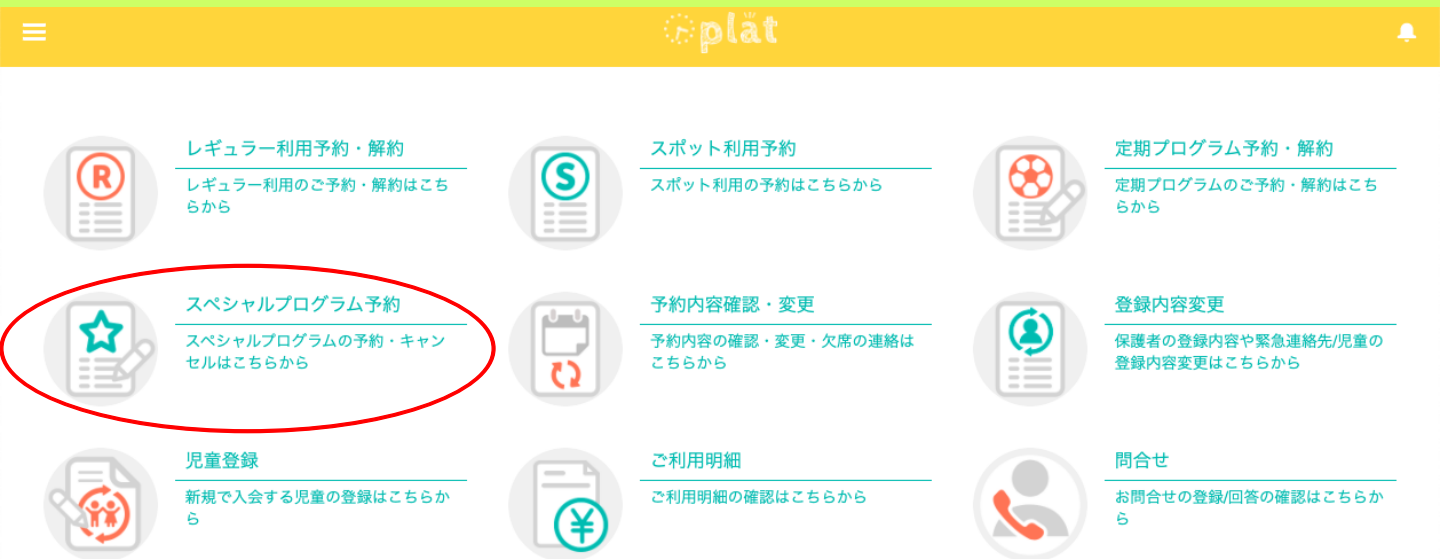 plät
レギュラー利用予約・解約
レギュラー利用のご予約・解約はこち
らから
スポット利用予約
スポット利用の予約はこちらから
定期プログラム予約・解約
定期プログラムのご予約・解約はこち
らから
スペシャルプログラム予約
スペシャルプログラムの予約・キャン
セルはこちらから
予約内容確認・変更
予約内容の確認・変更・欠席の連絡は
こちらから
登録内容変更
保護者の登録内容や緊急連絡先/児童の
登録内容変更はこちらから
児童登録
新規で入会する児童の登録はこちらか
ら
ご利用明細
ご利用明細の確認はこちらから
問合せ
お問合せの登録/回答の確認はこちらか
ら
R
S
¥